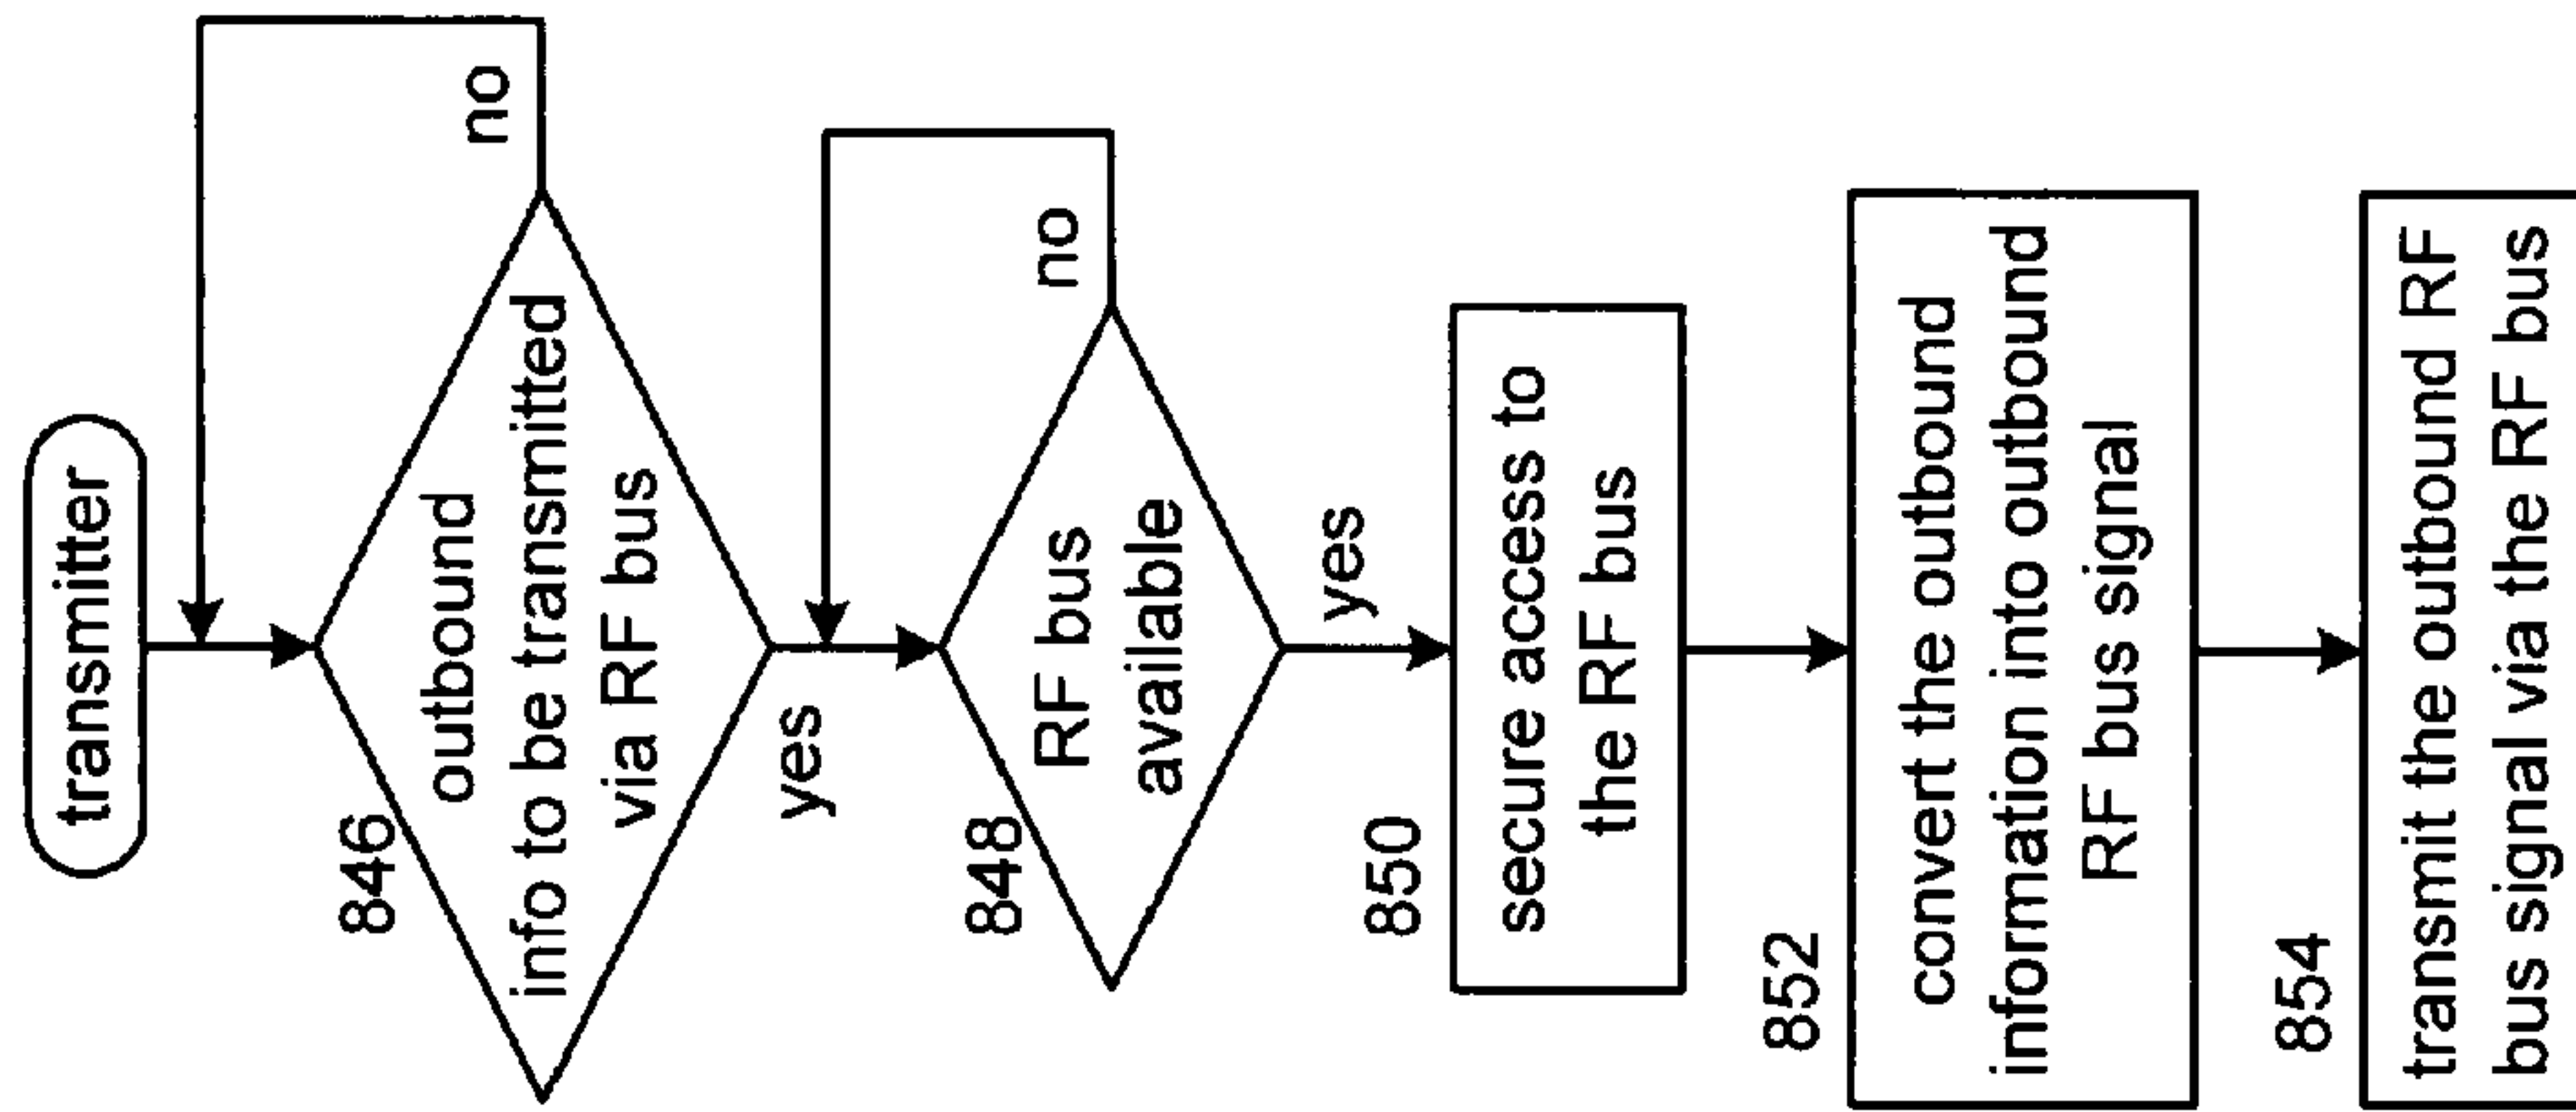 transmitter
no
846
outbound
info to be transmitted
via RF bus
yes
no
848
RF bus
available
yes
850
secure access to
the RF bus
852
convert the outbound
information into outbound
RF bus signal
854
transmit the outbound RF
bus signal via the RF bus